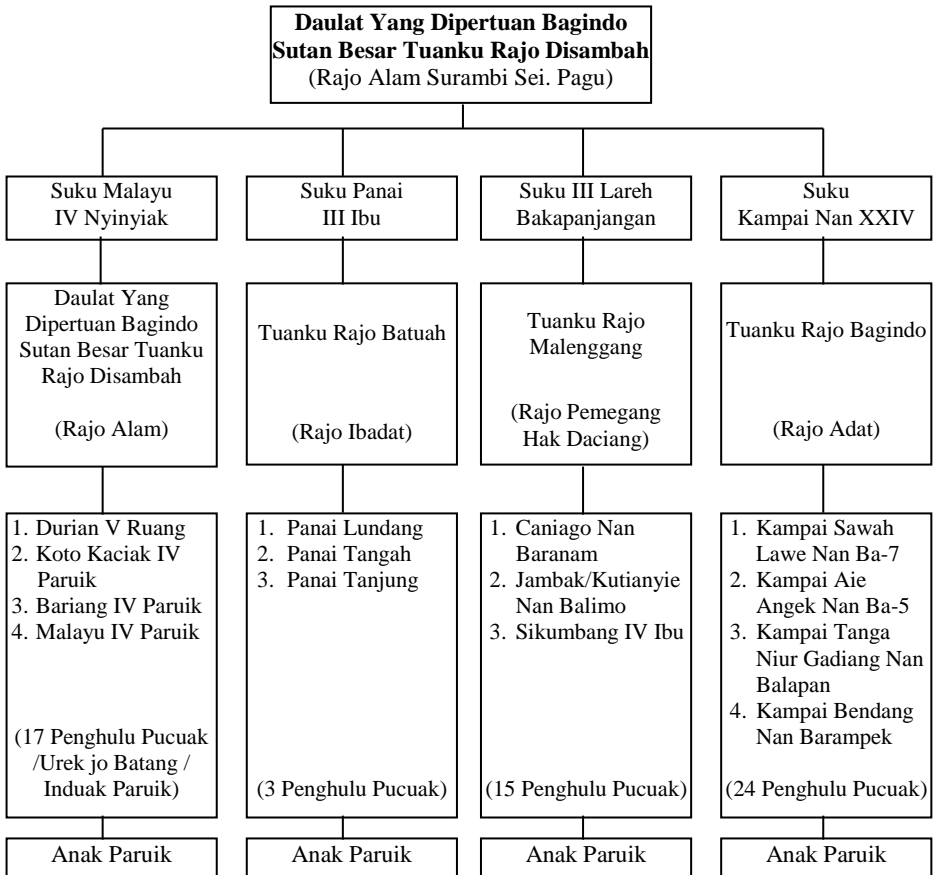 Daulat Yang Dipertuan Bagindo
Sutan Besar Tuanku Rajo Disambah
(Rajo Alam Surambi Sei. Pagu)
Suku Malayu
IV Nyinyiak
Suku Panai
III Ibu
Suku III Lareh
Bakapanjangan
Suku
Kampai Nan XXIV
Daulat Yang
Dipertuan Bagindo
Sutan Besar Tuanku
Rajo Disambah
(Rajo Alam)
Tuanku Rajo Batuah
(Rajo Ibadat)
Tuanku Rajo
Malenggang
(Rajo Pemegang
Hak Daciang)
Tuanku Rajo Bagindo
(Rajo Adat)
1. Durian V Ruang
2. Koto Kaciak IV
Paruik
3. Bariang IV Paruik
4. Malayu IV Paruik
(17 Penghulu Pucuak
/Urek jo Batang /
Induak Paruik)
1. Panai Lundang
2. Panai Tangah
3. Panai Tanjung
(3 Penghulu Pucuak)
1. Caniago Nan
Baranam
2. Jambak/Kutianyie
Nan Balimo
3. Sikumbang IV Ibu
(15 Penghulu Pucuak)
1. Kampai Sawah
Lawe Nan Ba-7
2. Kampai Aie
Angek Nan Ba-5
3. Kampai Tanga
Niur Gadiang Nan
Balapan
4. Kampai Bendang
Nan Barampek
(24 Penghulu Pucuak)
Anak Paruik
Anak Paruik
Anak Paruik
Anak Paruik